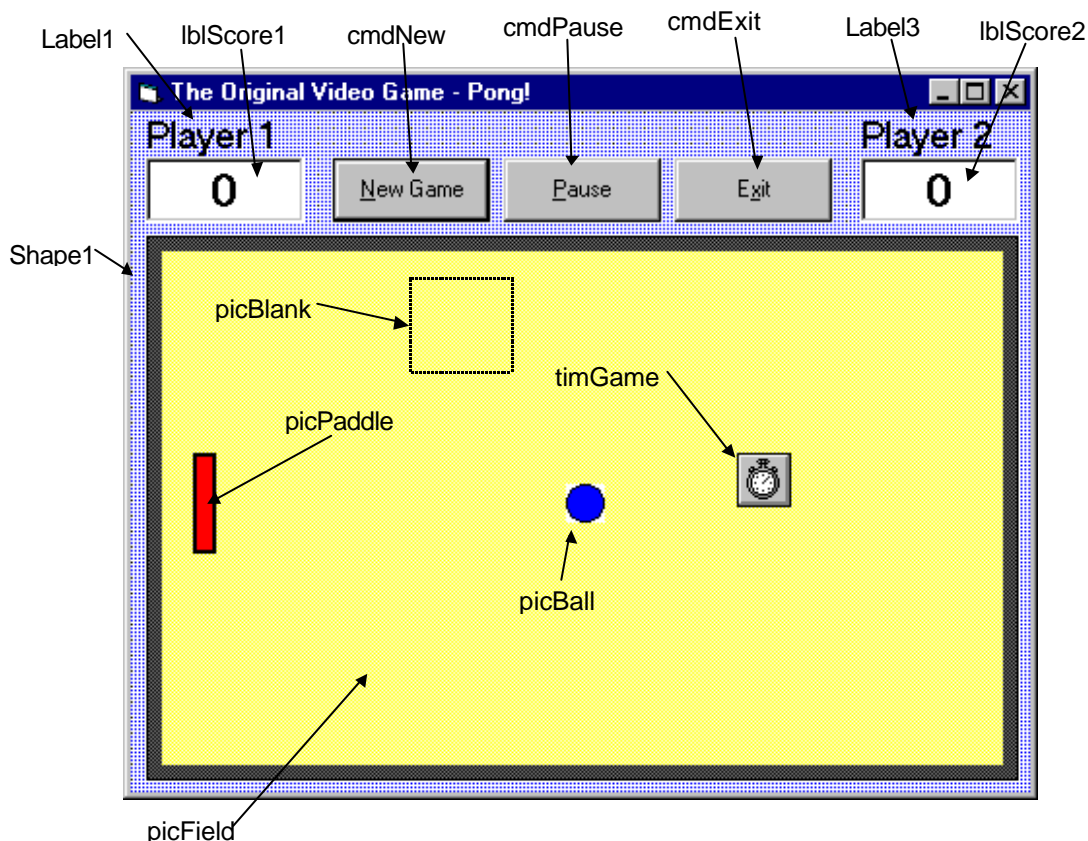 Label1 lblScore1 cmdNew cmdPause cmdExit Label3 lblScore2
The Original Video Game - Pong!
Player 1 Player 2
0 New Game Pause Exit 0
Shape1
picBlank
timGame
picPaddle
picBall
picField